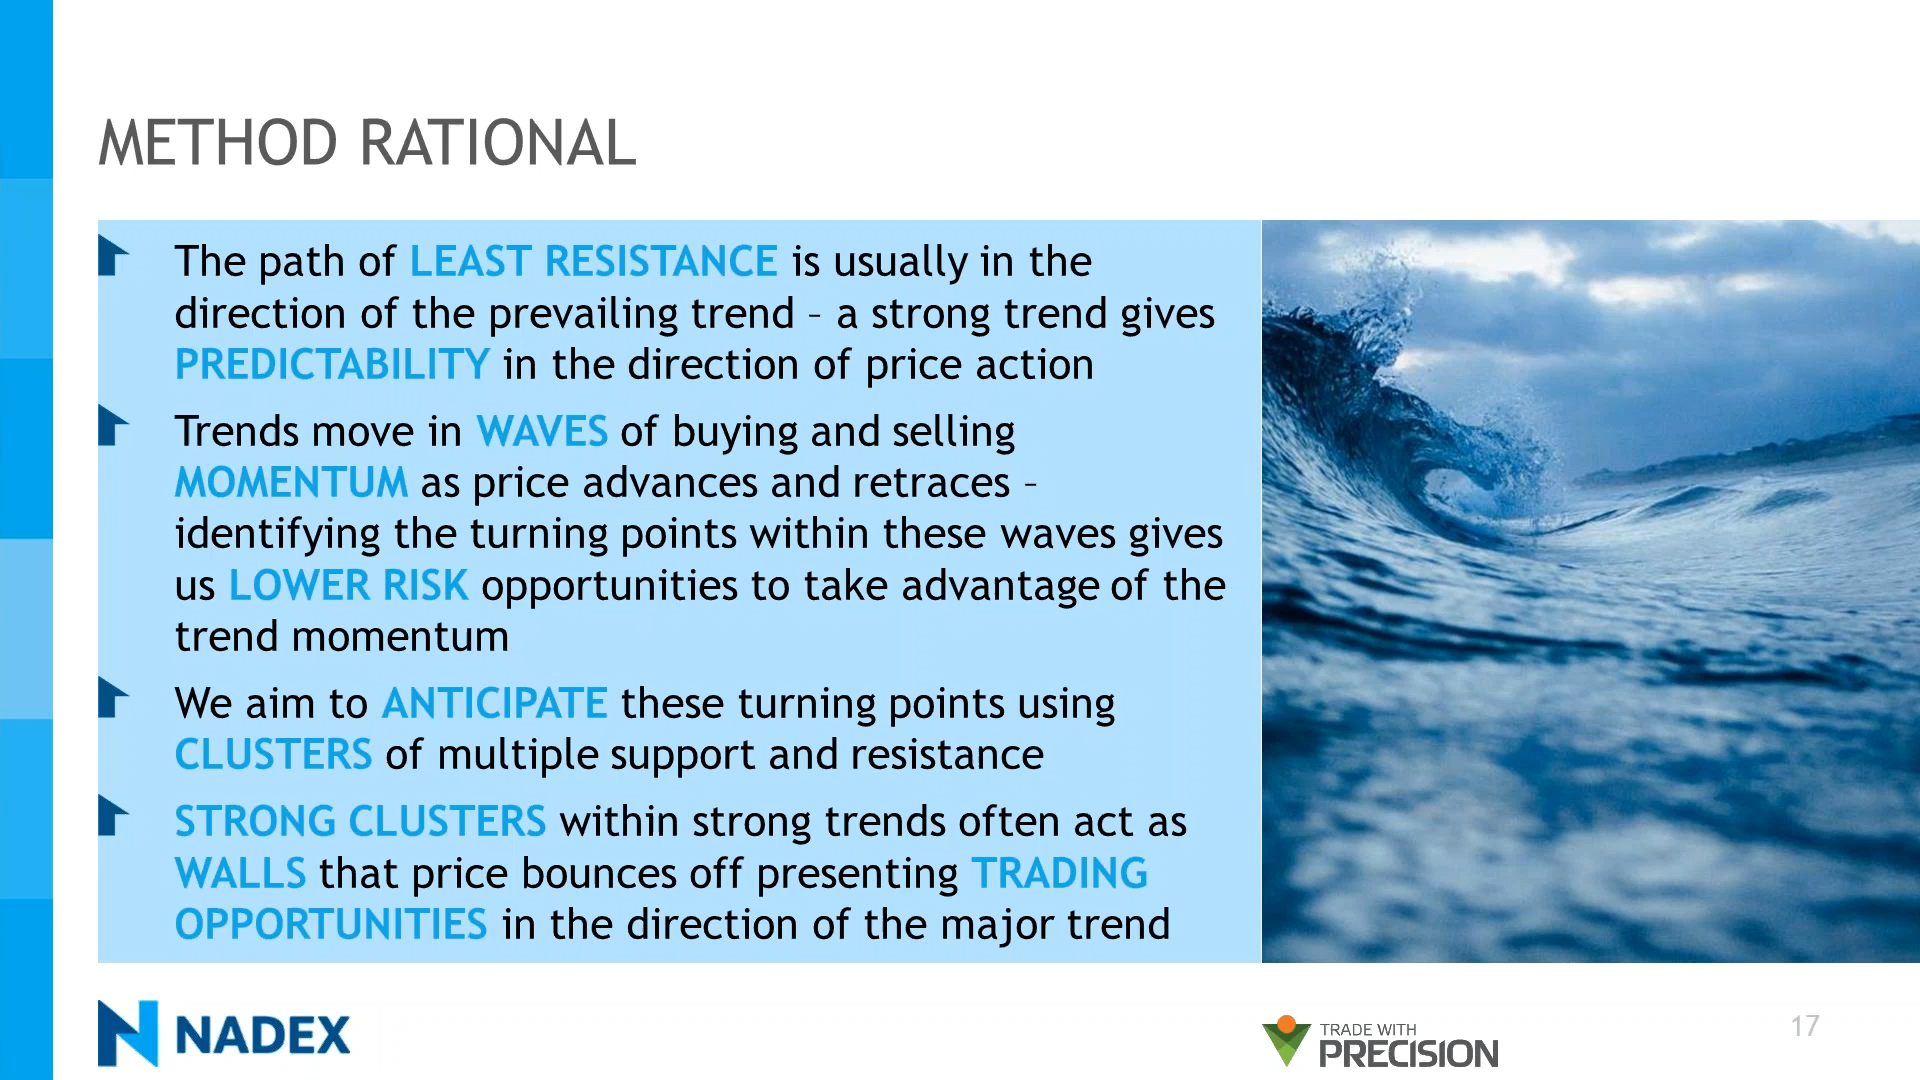 METHOD RATIONAL
The path of LEAST RESISTANCE is usually in the
direction of the prevailing trend – a strong trend gives
PREDICTABILITY in the direction of price action
Trends move in WAVES of buying and selling
MOMENTUM as price advances and retraces –
identifying the turning points within these waves gives
us LOWER RISK opportunities to take advantage of the
trend momentum
We aim to ANTICIPATE these turning points using
CLUSTERS of multiple support and resistance
STRONG CLUSTERS within strong trends often act as
WALLS that price bounces off presenting TRADING
OPPORTUNITIES in the direction of the major trend
NADEX
TRADE WITH
PRECISION
17